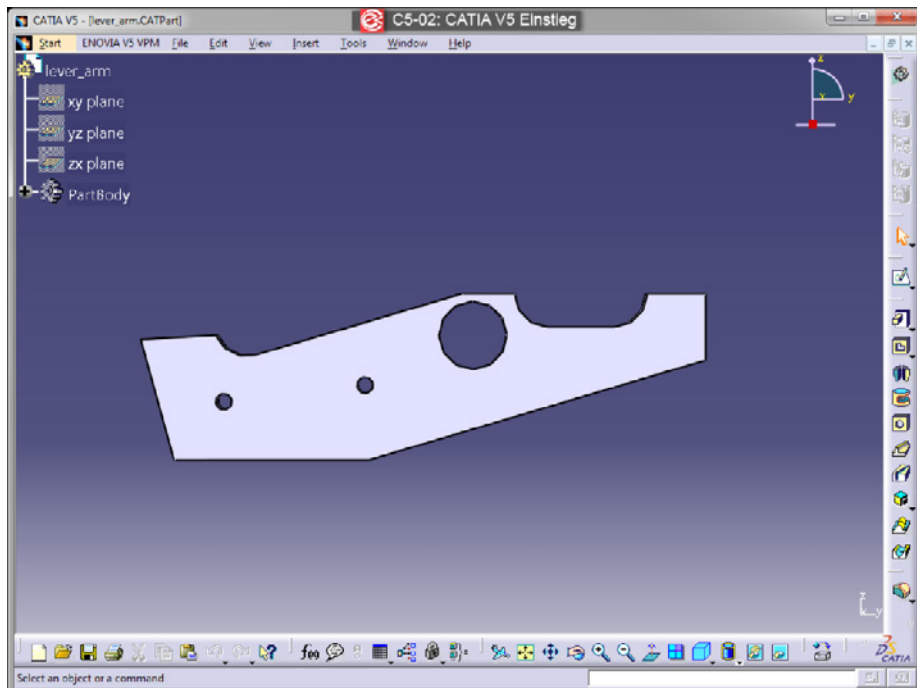 CATIA V5 - [lever_arm.CATPart]
C5-02: CATIA V5 Einstieg
Start ENOVIA V5 VPM File Edit View Insert Tools Window Help
lever_arm
xy plane
yz plane
zx plane
PartBody
z
x y
z
y
f(x)
CATIA
Select an object or a command